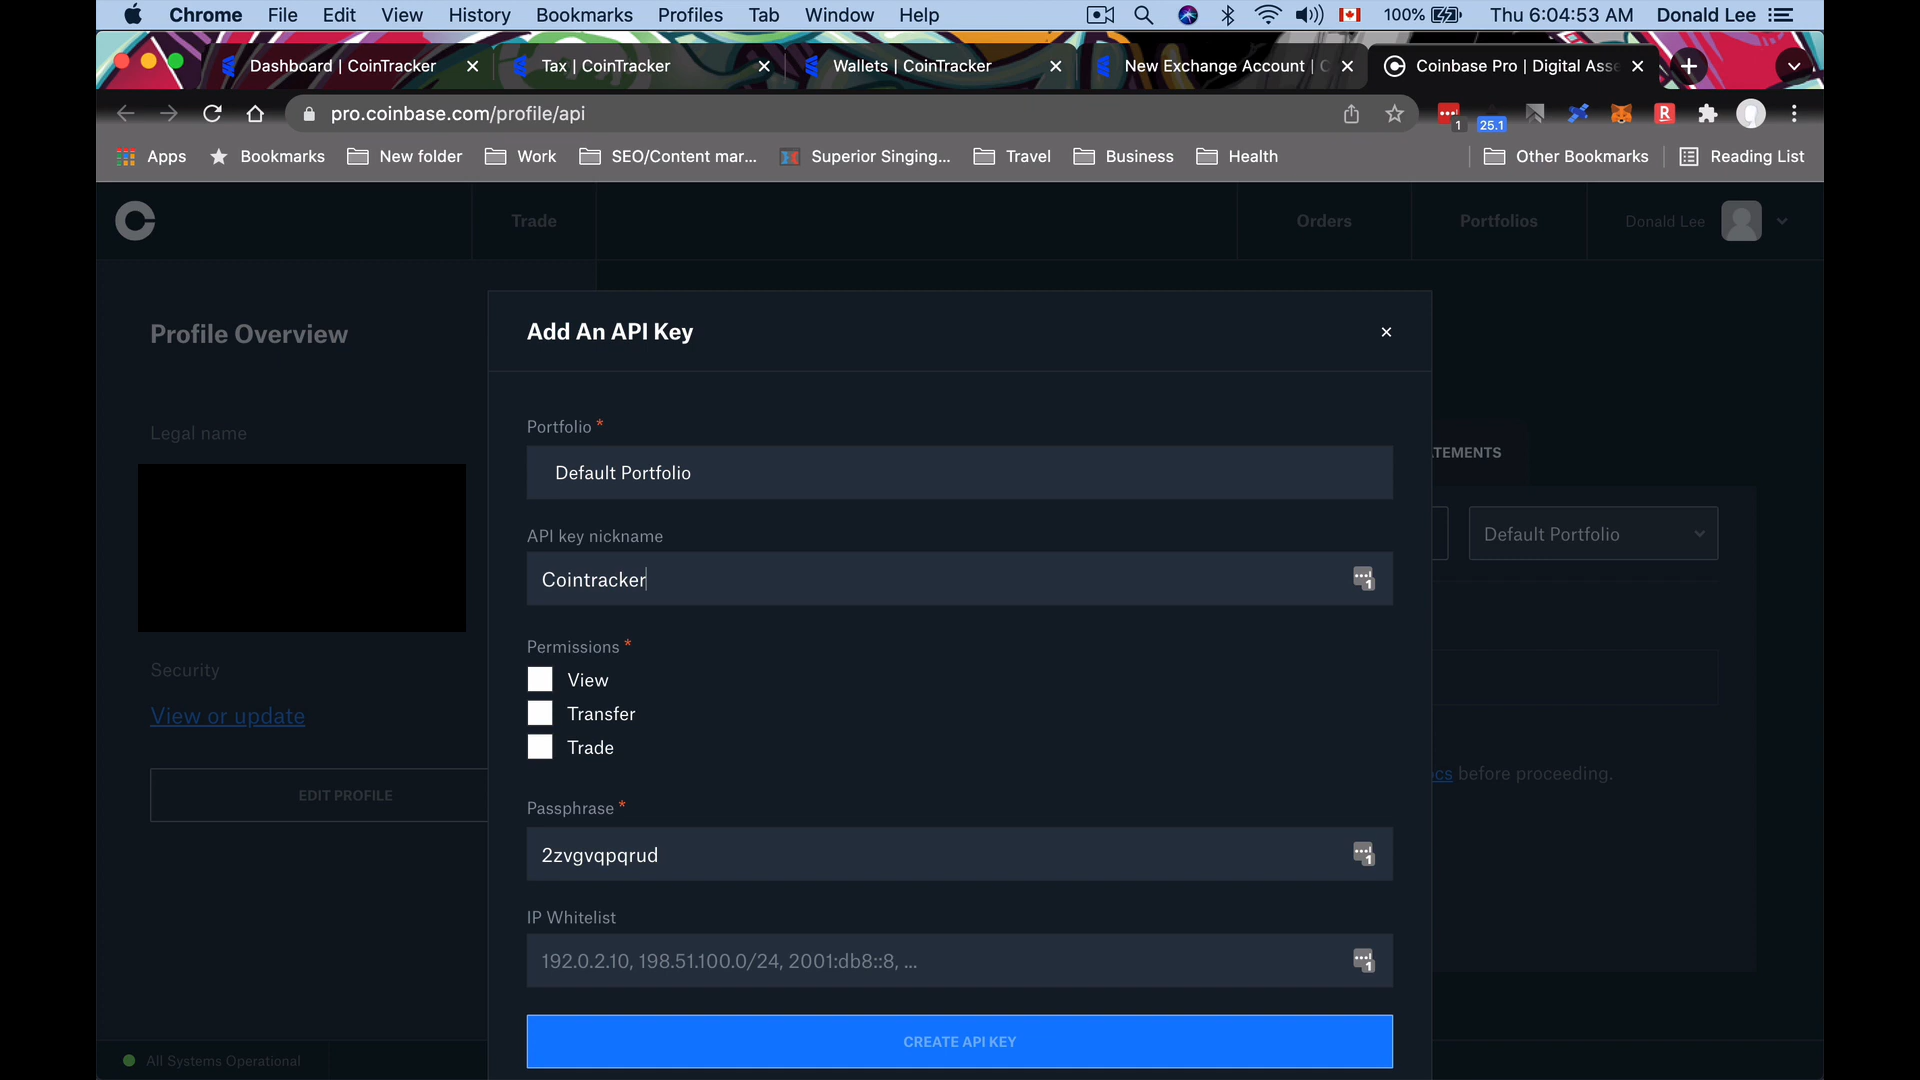 Chrome File Edit View History Bookmarks Profiles Tab Window Help 100% Thu 6:04:53 AM Donald Lee
Dashboard | CoinTracker Tax | CoinTracker Wallets | CoinTracker New Exchange Account | C Coinbase Pro | Digital Asse
pro.coinbase.com/profile/api 1 25.1 R
Apps Bookmarks New folder Work SEO/Content mar... Superior Singing... Travel Business Health Other Bookmarks Reading List
Trade Orders Portfolios Donald Lee
Profile Overview
Legal name
Security
View or update
EDIT PROFILE
All Systems Operational
Add An API Key
Portfolio *
Default Portfolio
API key nickname
Cointracker
Permissions *
View
Transfer
Trade
Passphrase *
2zvgvqpqrud
IP Whitelist
192.0.2.10, 198.51.100.0/24, 2001:db8::8, ...
CREATE API KEY
TEMENTS
Default Portfolio
ocs before proceeding.